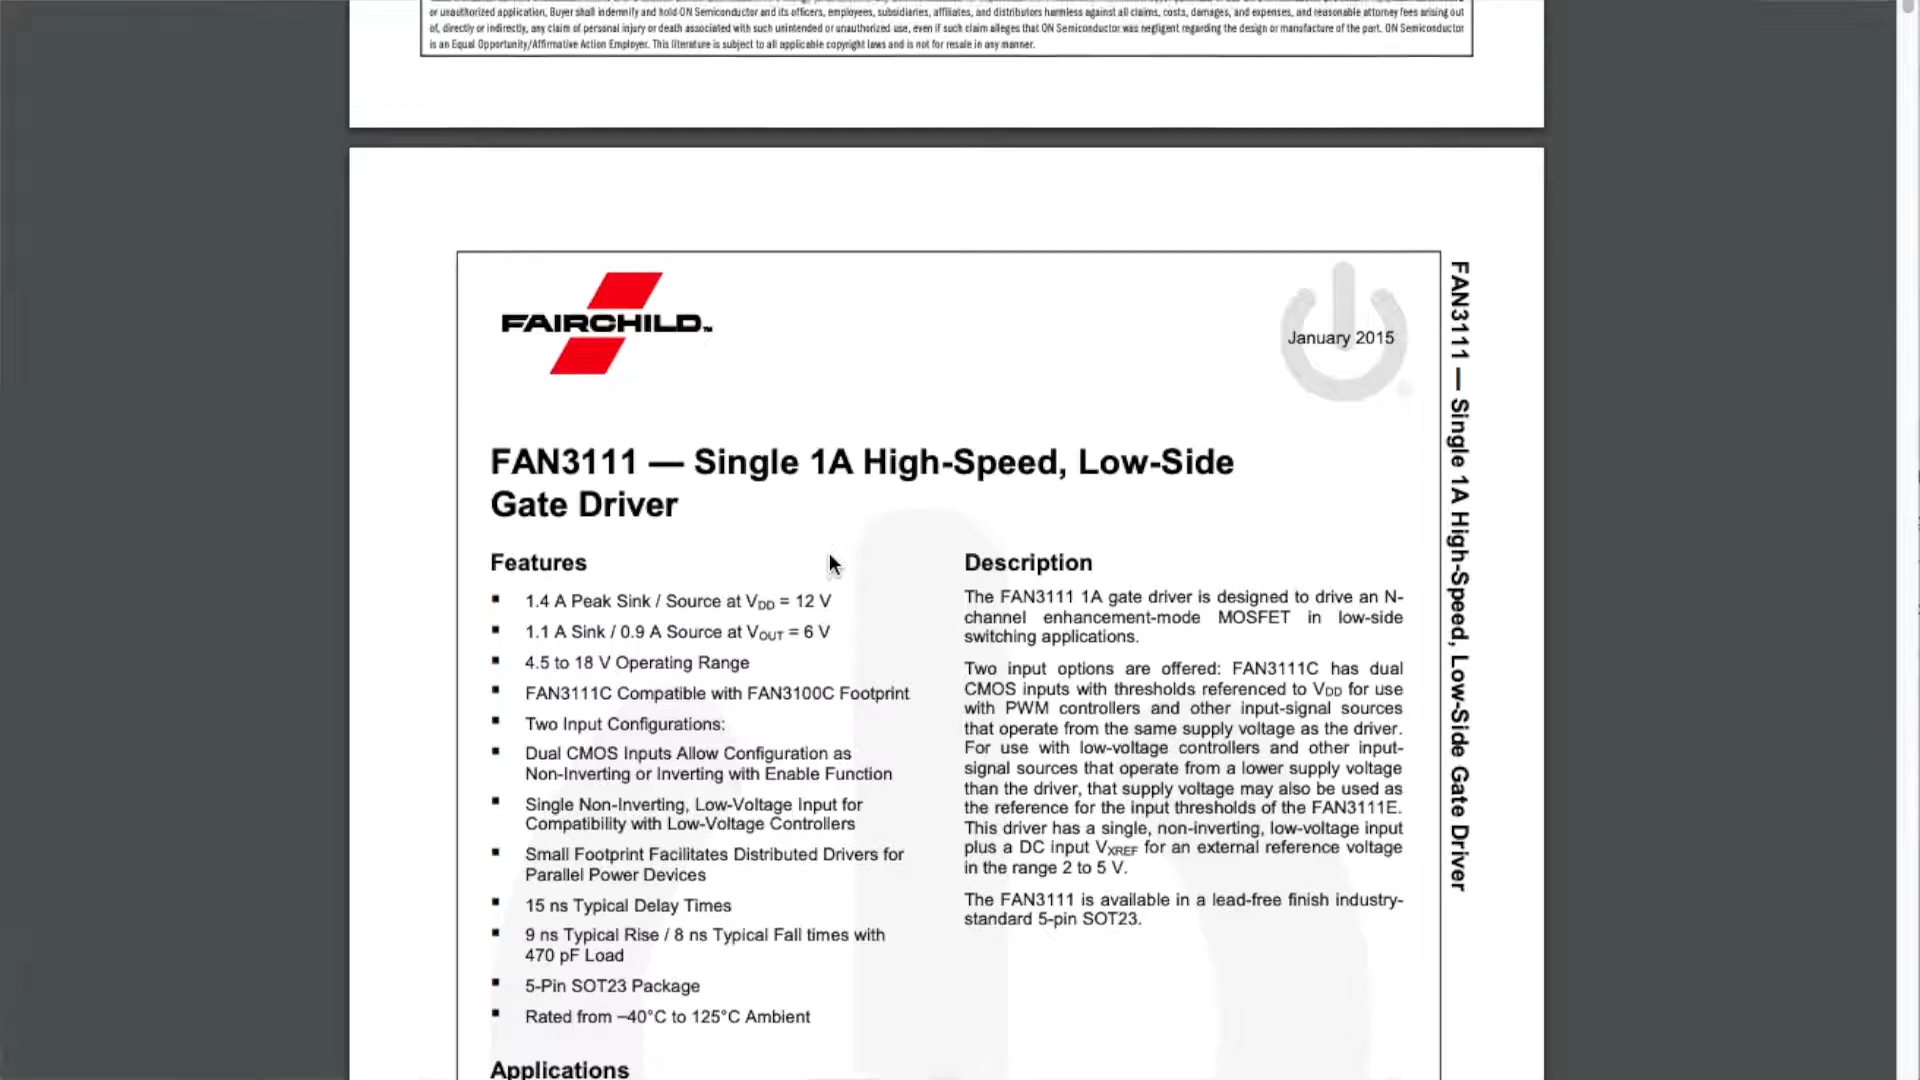 or unauthorized application, Buyer shall indemnify and hold ON Semiconductor and its officers, employees, subsidiaries, affiliates, and distributors harmless against all claims, costs, damages, and expenses, and reasonable attorney fees arising out
of, directly or indirectly, any claim of personal injury or death associated with such unintended or unauthorized use, even if such claim alleges that ON Semiconductor was negligent regarding the design or manufacture of the part. ON Semiconductor
is an Equal Opportunity/Affirmative Action Employer. This literature is subject to all applicable copyright laws and is not for resale in any manner.
FAIRCHILD™
January 2015
FAN3111 — Single 1A High-Speed, Low-Side
Gate Driver
Features
▪ 1.4 A Peak Sink / Source at VDD = 12 V
▪ 1.1 A Sink / 0.9 A Source at VOUT = 6 V
▪ 4.5 to 18 V Operating Range
▪ FAN3111C Compatible with FAN3100C Footprint
▪ Two Input Configurations:
▪ Dual CMOS Inputs Allow Configuration as
Non-Inverting or Inverting with Enable Function
▪ Single Non-Inverting, Low-Voltage Input for
Compatibility with Low-Voltage Controllers
▪ Small Footprint Facilitates Distributed Drivers for
Parallel Power Devices
▪ 15 ns Typical Delay Times
▪ 9 ns Typical Rise / 8 ns Typical Fall times with
470 pF Load
▪ 5-Pin SOT23 Package
▪ Rated from –40°C to 125°C Ambient
Applications
Description
The FAN3111 1A gate driver is designed to drive an N-
channel enhancement-mode MOSFET in low-side
switching applications.
Two input options are offered: FAN3111C has dual
CMOS inputs with thresholds referenced to VDD for use
with PWM controllers and other input-signal sources
that operate from the same supply voltage as the driver.
For use with low-voltage controllers and other input-
signal sources that operate from a lower supply voltage
than the driver, that supply voltage may also be used as
the reference for the input thresholds of the FAN3111E.
This driver has a single, non-inverting, low-voltage input
plus a DC input VXREF for an external reference voltage
in the range 2 to 5 V.
The FAN3111 is available in a lead-free finish industry-
standard 5-pin SOT23.
FAN3111 — Single 1A High-Speed, Low-Side Gate Driver